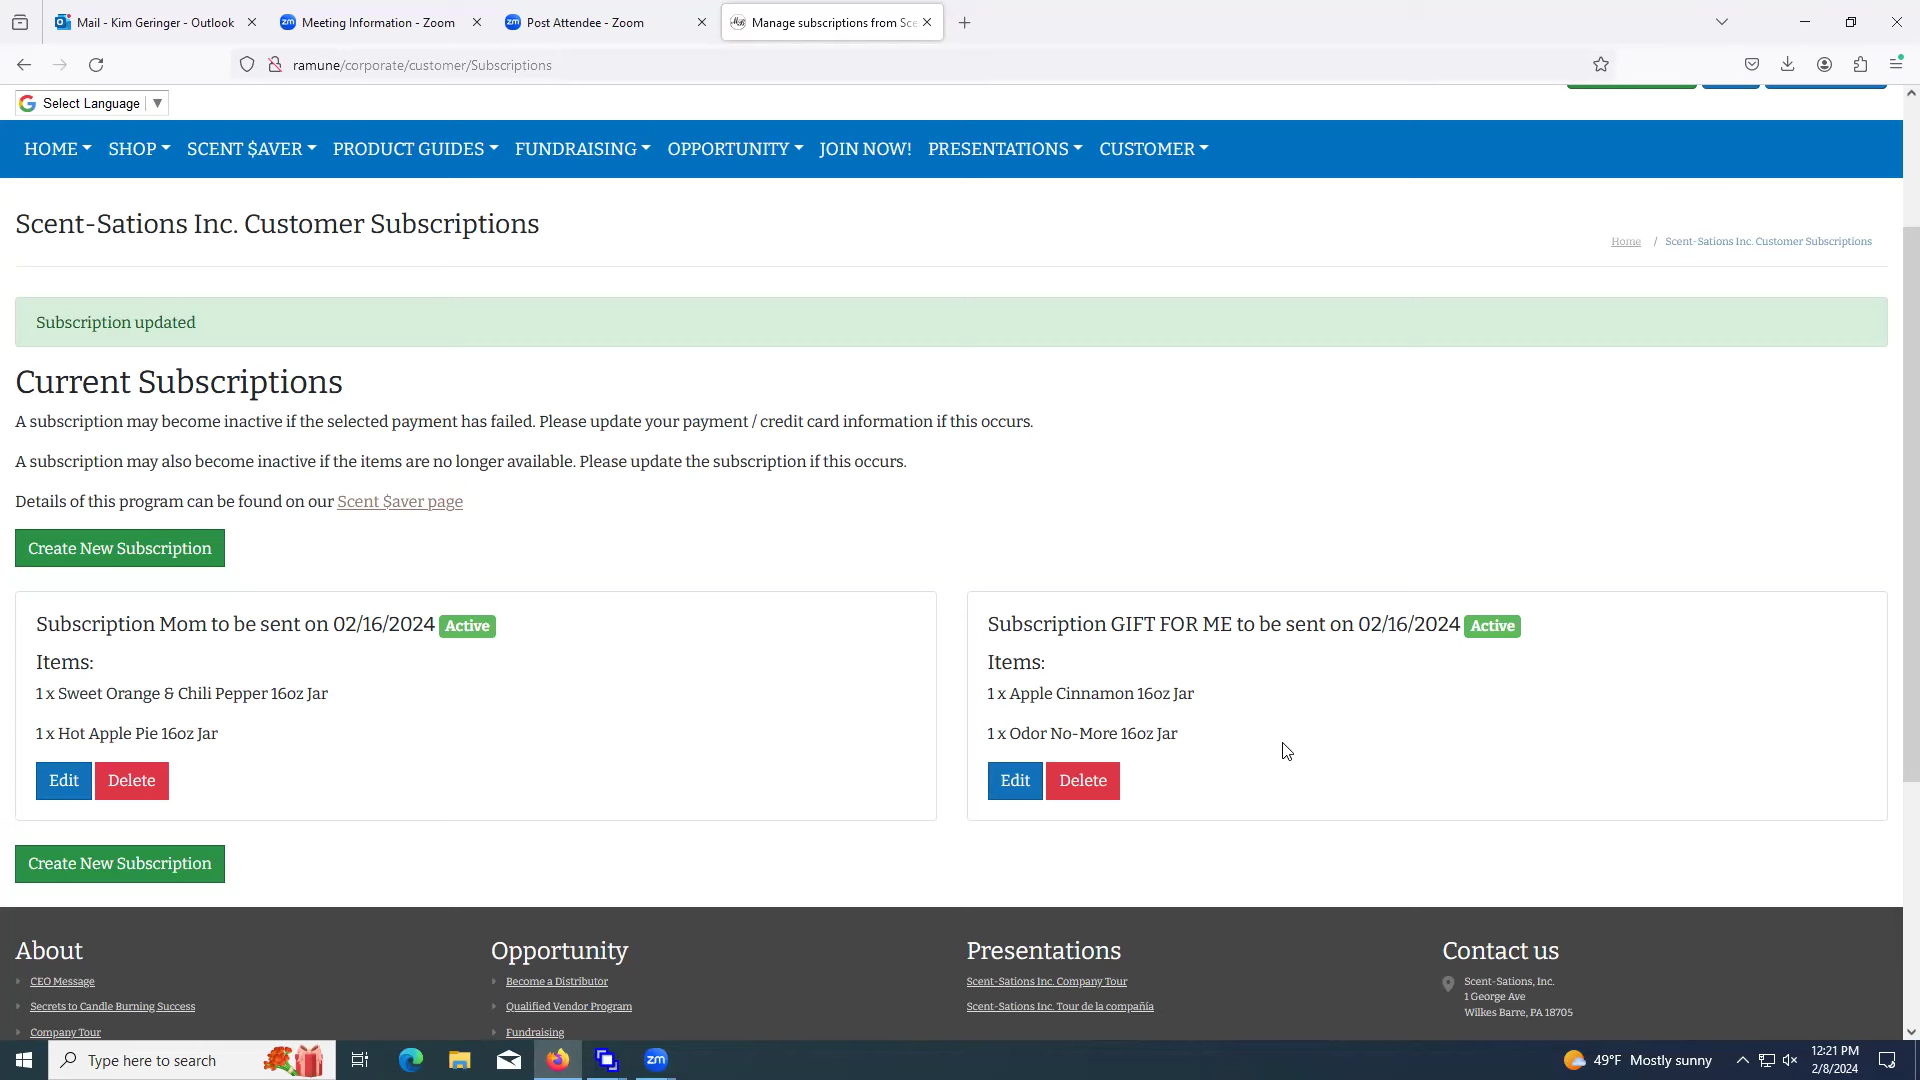 Mail - Kim Geringer - Outlook
Meeting Information - Zoom
Post Attendee - Zoom
Manage subscriptions from Sce
ramune/corporate/customer/Subscriptions
Select Language
HOME SHOP SCENT $AVER PRODUCT GUIDES FUNDRAISING OPPORTUNITY JOIN NOW! PRESENTATIONS CUSTOMER
Scent-Sations Inc. Customer Subscriptions
Home / Scent-Sations Inc. Customer Subscriptions
Subscription updated
Current Subscriptions
A subscription may become inactive if the selected payment has failed. Please update your payment / credit card information if this occurs.
A subscription may also become inactive if the items are no longer available. Please update the subscription if this occurs.
Details of this program can be found on our Scent $aver page
Create New Subscription
Subscription Mom to be sent on 02/16/2024 Active
Items:
1 x Sweet Orange & Chili Pepper 16oz Jar
1 x Hot Apple Pie 16oz Jar
Edit Delete
Subscription GIFT FOR ME to be sent on 02/16/2024 Active
Items:
1 x Apple Cinnamon 16oz Jar
1 x Odor No-More 16oz Jar
Edit Delete
Create New Subscription
About
CEO Message
Secrets to Candle Burning Success
Company Tour
Opportunity
Become a Distributor
Qualified Vendor Program
Fundraising
Presentations
Scent-Sations Inc. Company Tour
Scent-Sations Inc. Tour de la compañía
Contact us
Scent-Sations, Inc.
1 George Ave
Wilkes Barre, PA 18705
Type here to search
zm
49°F Mostly sunny
12:21 PM
2/8/2024